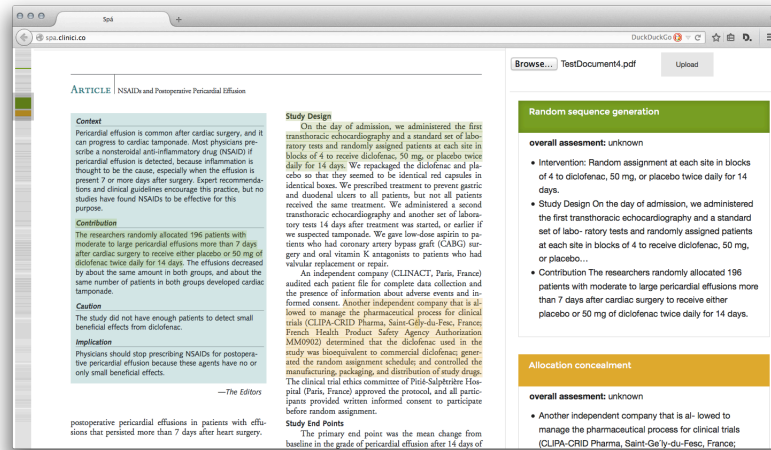 Spá
+
spa.clinici.co
DuckDuckGo
ARTICLE | NSAIDs and Postoperative Pericardial Effusion
Context
Pericardial effusion is common after cardiac surgery, and it
can progress to cardiac tamponade. Most physicians pre-
scribe a nonsteroidal anti-inflammatory drug (NSAID) if
pericardial effusion is detected, because inflammation is
thought to be the cause, especially when the effusion is
present 7 or more days after surgery. Expert recommenda-
tions and clinical guidelines encourage this practice, but no
studies have found NSAIDs to be effective for this
purpose.
Contribution
The researchers randomly allocated 196 patients with
moderate to large pericardial effusions more than 7 days
after cardiac surgery to receive either placebo or 50 mg of
diclofenac twice daily for 14 days. The effusions decreased
by about the same amount in both groups, and about the
same number of patients in both groups developed cardiac
tamponade.
Caution
The study did not have enough patients to detect small
beneficial effects from diclofenac.
Implication
Physicians should stop prescribing NSAIDs for postopera-
tive pericardial effusion because these agents have no or
only small beneficial effects.
—The Editors
postoperative pericardial effusions in patients with effu-
sions that persisted more than 7 days after heart surgery.
Study Design
On the day of admission, we administered the first
transthoracic echocardiography and a standard set of labo-
ratory tests and randomly assigned patients at each site in
blocks of 4 to receive diclofenac, 50 mg, or placebo twice
daily for 14 days. We repackaged the diclofenac and pla-
cebo so that they seemed to be identical red capsules in
identical boxes. We prescribed treatment to prevent gastric
and duodenal ulcers to all patients, but not all patients
received the same treatment. We administered a second
transthoracic echocardiography and another set of labora-
tory tests 14 days after treatment was started, or earlier if
we suspected tamponade. We gave low-dose aspirin to pa-
tients who had coronary artery bypass graft (CABG) sur-
gery and oral vitamin K antagonists to patients who had
valvular replacement or repair.
An independent company (CLINACT, Paris, France)
audited each patient file for complete data collection and
the presence of information about adverse events and in-
formed consent. Another independent company that is al-
lowed to manage the pharmaceutical process for clinical
trials (CLIPA-CRID Pharma, Saint-Gély-du-Fesc, France;
French Health Product Safety Agency Authorization
MM0902) determined that the diclofenac used in the
study was bioequivalent to commercial diclofenac; gener-
ated the random assignment schedule; and controlled the
manufacturing, packaging, and distribution of study drugs.
The clinical trial ethics committee of Pitié-Salpêtrière Hos-
pital (Paris, France) approved the protocol, and all partic-
ipants provided written informed consent to participate
before random assignment.
Study End Points
The primary end point was the mean change from
baseline in the grade of pericardial effusion after 14 days of
Browse... TestDocument4.pdf Upload
Random sequence generation
overall assesment: unknown
• Intervention: Random assignment at each site in blocks
of 4 to diclofenac, 50 mg, or placebo twice daily for 14
days.
• Study Design On the day of admission, we administered
the first transthoracic echocardiography and a standard
set of labo- ratory tests and randomly assigned patients
at each site in blocks of 4 to receive diclofenac, 50 mg,
or placebo…
• Contribution The researchers randomly allocated 196
patients with moderate to large pericardial effusions more
than 7 days after cardiac surgery to receive either
placebo or 50 mg of diclofenac twice daily for 14 days.
Allocation concealment
overall assesment: unknown
• Another independent company that is al- lowed to
manage the pharmaceutical process for clinical trials
(CLIPA-CRID Pharma, Saint-Ge´ly-du-Fesc, France;